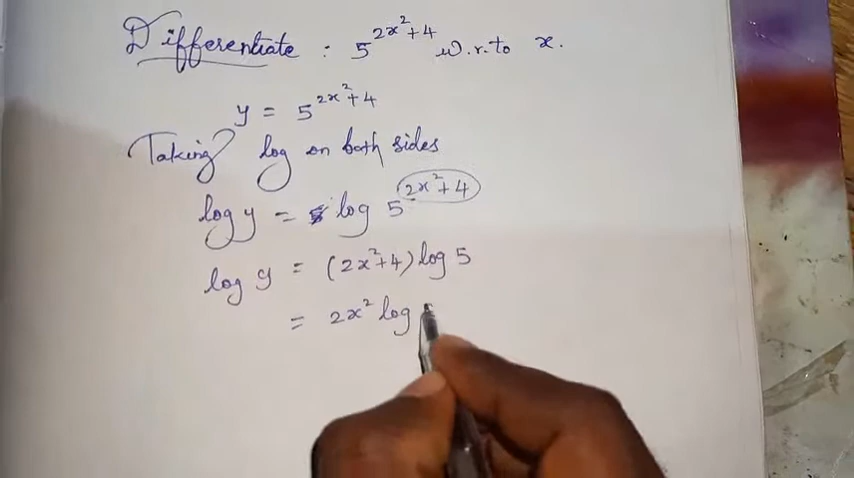 Differentiate : 5^{2x²+4} w.r.to x.
y = 5^{2x²+4}
Taking log on both sides
log y = log 5^{2x²+4}
log y = (2x²+4) log 5
= 2x² log